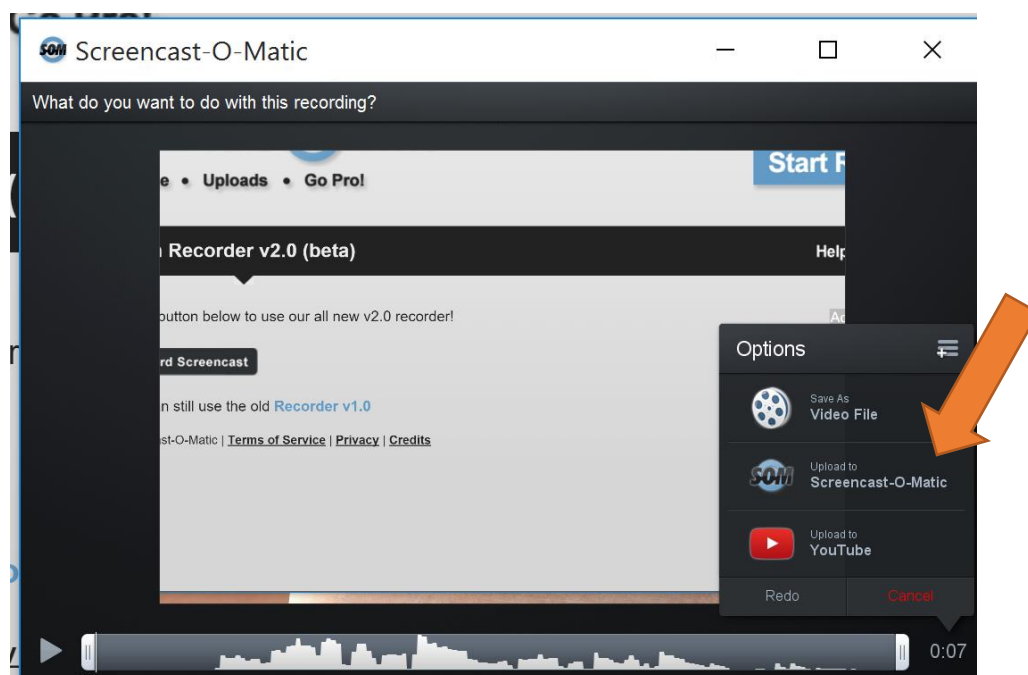 SOM Screencast-O-Matic
What do you want to do with this recording?
Start
e • Uploads • Go Pro!
Recorder v2.0 (beta)
Help
button below to use our all new v2.0 recorder!
rd Screencast
n still use the old Recorder v1.0
st-O-Matic | Terms of Service | Privacy | Credits
Options
Save As
Video File
SOM
Upload to
Screencast-O-Matic
Upload to
YouTube
Redo Cancel
0:07